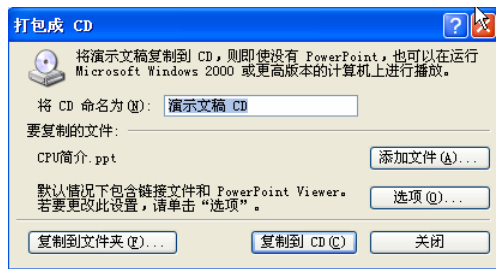 打包成 CD
将演示文稿复制到 CD，则即使没有 PowerPoint，也可以在运行
Microsoft Windows 2000 或更高版本的计算机上进行播放。
将 CD 命名为(N): 演示文稿 CD
要复制的文件:
CPU简介.ppt
添加文件(A)...
默认情况下包含链接文件和 PowerPoint Viewer。
若要更改此设置，请单击“选项”。
选项(O)...
复制到文件夹(F)...
复制到 CD(C)
关闭